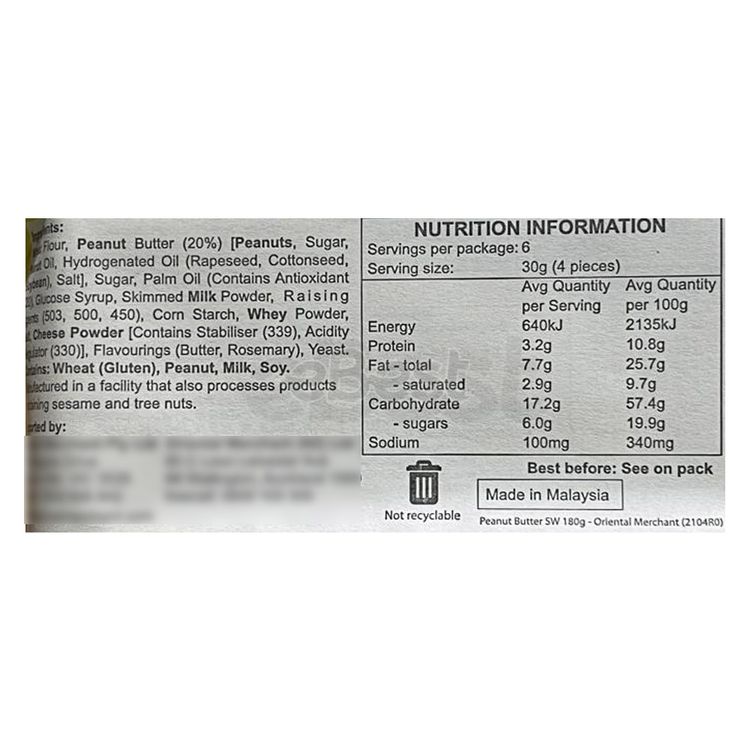 Flour, Peanut Butter (20%) [Peanuts, Sugar,
Oil, Hydrogenated Oil (Rapeseed, Cottonseed,
Salt], Sugar, Palm Oil (Contains Antioxidant
Glucose Syrup, Skimmed Milk Powder, Raising
(503, 500, 450), Corn Starch, Whey Powder,
Cheese Powder [Contains Stabiliser (339), Acidity
(330)], Flavourings (Butter, Rosemary), Yeast.
Wheat (Gluten), Peanut, Milk, Soy.
in a facility that also processes products
sesame and tree nuts.
by:
NUTRITION INFORMATION
Servings per package: 6
Serving size: 30g (4 pieces)
Avg Quantity Avg Quantity
per Serving per 100g
Energy 640kJ 2135kJ
Protein 3.2g 10.8g
Fat - total 7.7g 25.7g
- saturated 2.9g 9.7g
Carbohydrate 17.2g 57.4g
- sugars 6.0g 19.9g
Sodium 100mg 340mg
Best before: See on pack
Made in Malaysia
Not recyclable
Peanut Butter SW 180g - Oriental Merchant (2104R0)